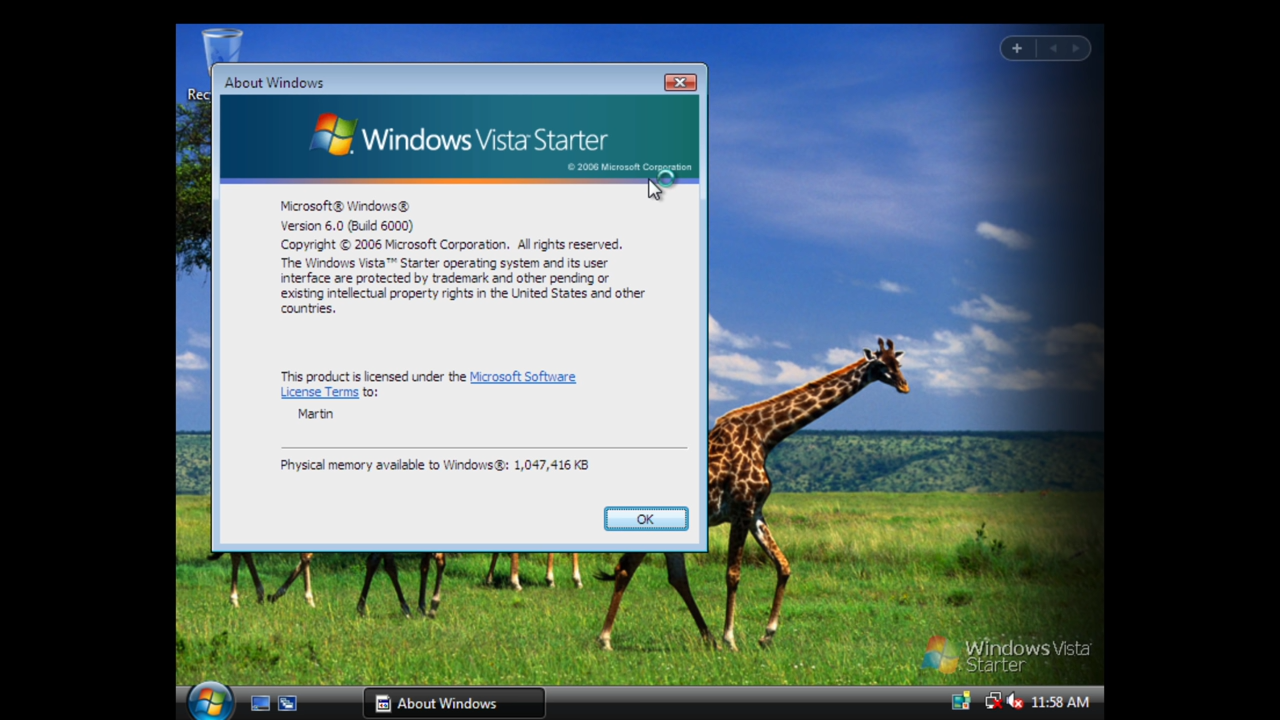 Rec
About Windows
Windows Vista™ Starter
© 2006 Microsoft Corporation
Microsoft® Windows®
Version 6.0 (Build 6000)
Copyright © 2006 Microsoft Corporation.  All rights reserved.
The Windows Vista™ Starter operating system and its user
interface are protected by trademark and other pending or
existing intellectual property rights in the United States and other
countries.
This product is licensed under the Microsoft Software
License Terms to:
Martin
Physical memory available to Windows®: 1,047,416 KB
OK
Windows Vista™
Starter
About Windows
11:58 AM